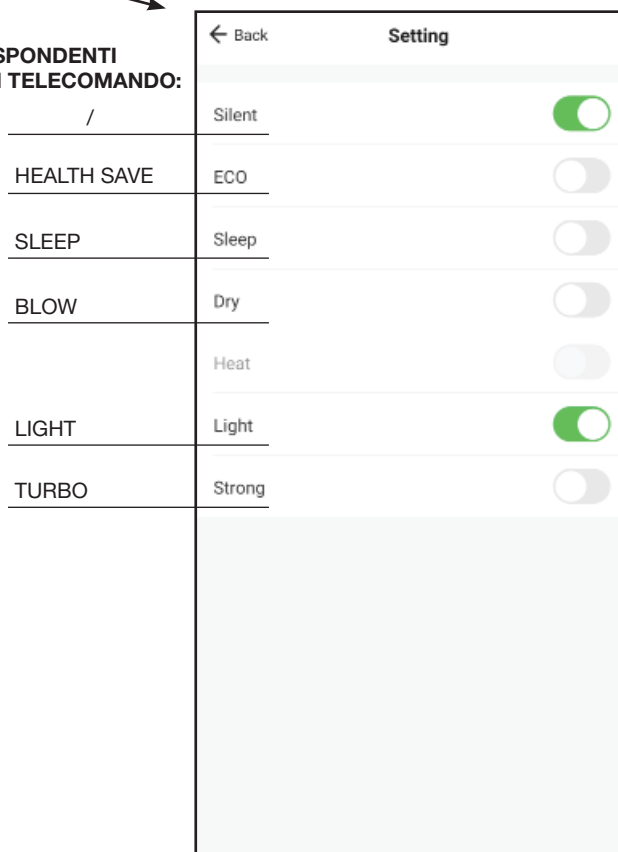 ← Back Setting
SPONDENTI
TELECOMANDO:
/ Silent
HEALTH SAVE ECO
SLEEP Sleep
BLOW Dry
Heat
LIGHT Light
TURBO Strong